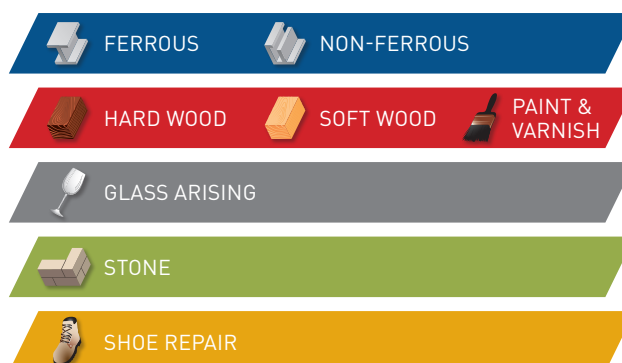 FERROUS NON-FERROUS
HARD WOOD SOFT WOOD PAINT &
VARNISH
GLASS ARISING
STONE
SHOE REPAIR